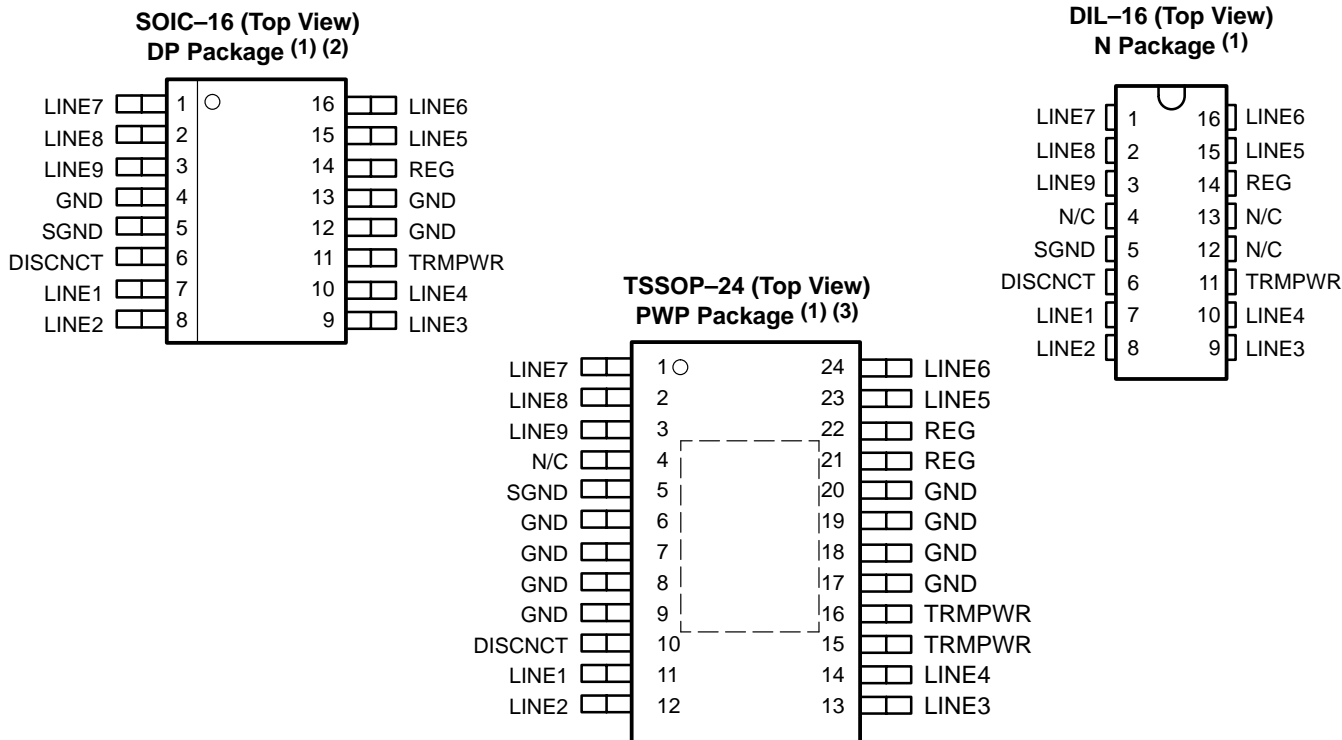 SOIC–16 (Top View)
DP Package (1) (2)
LINE7 1 16 LINE6
LINE8 2 15 LINE5
LINE9 3 14 REG
GND 4 13 GND
SGND 5 12 GND
DISCNCT 6 11 TRMPWR
LINE1 7 10 LINE4
LINE2 8 9 LINE3
DIL–16 (Top View)
N Package (1)
LINE7 1 16 LINE6
LINE8 2 15 LINE5
LINE9 3 14 REG
N/C 4 13 N/C
SGND 5 12 N/C
DISCNCT 6 11 TRMPWR
LINE1 7 10 LINE4
LINE2 8 9 LINE3
TSSOP–24 (Top View)
PWP Package (1) (3)
LINE7 1 24 LINE6
LINE8 2 23 LINE5
LINE9 3 22 REG
N/C 4 21 REG
SGND 5 20 GND
GND 6 19 GND
GND 7 18 GND
GND 8 17 GND
GND 9 16 TRMPWR
DISCNCT 10 15 TRMPWR
LINE1 11 14 LINE4
LINE2 12 13 LINE3